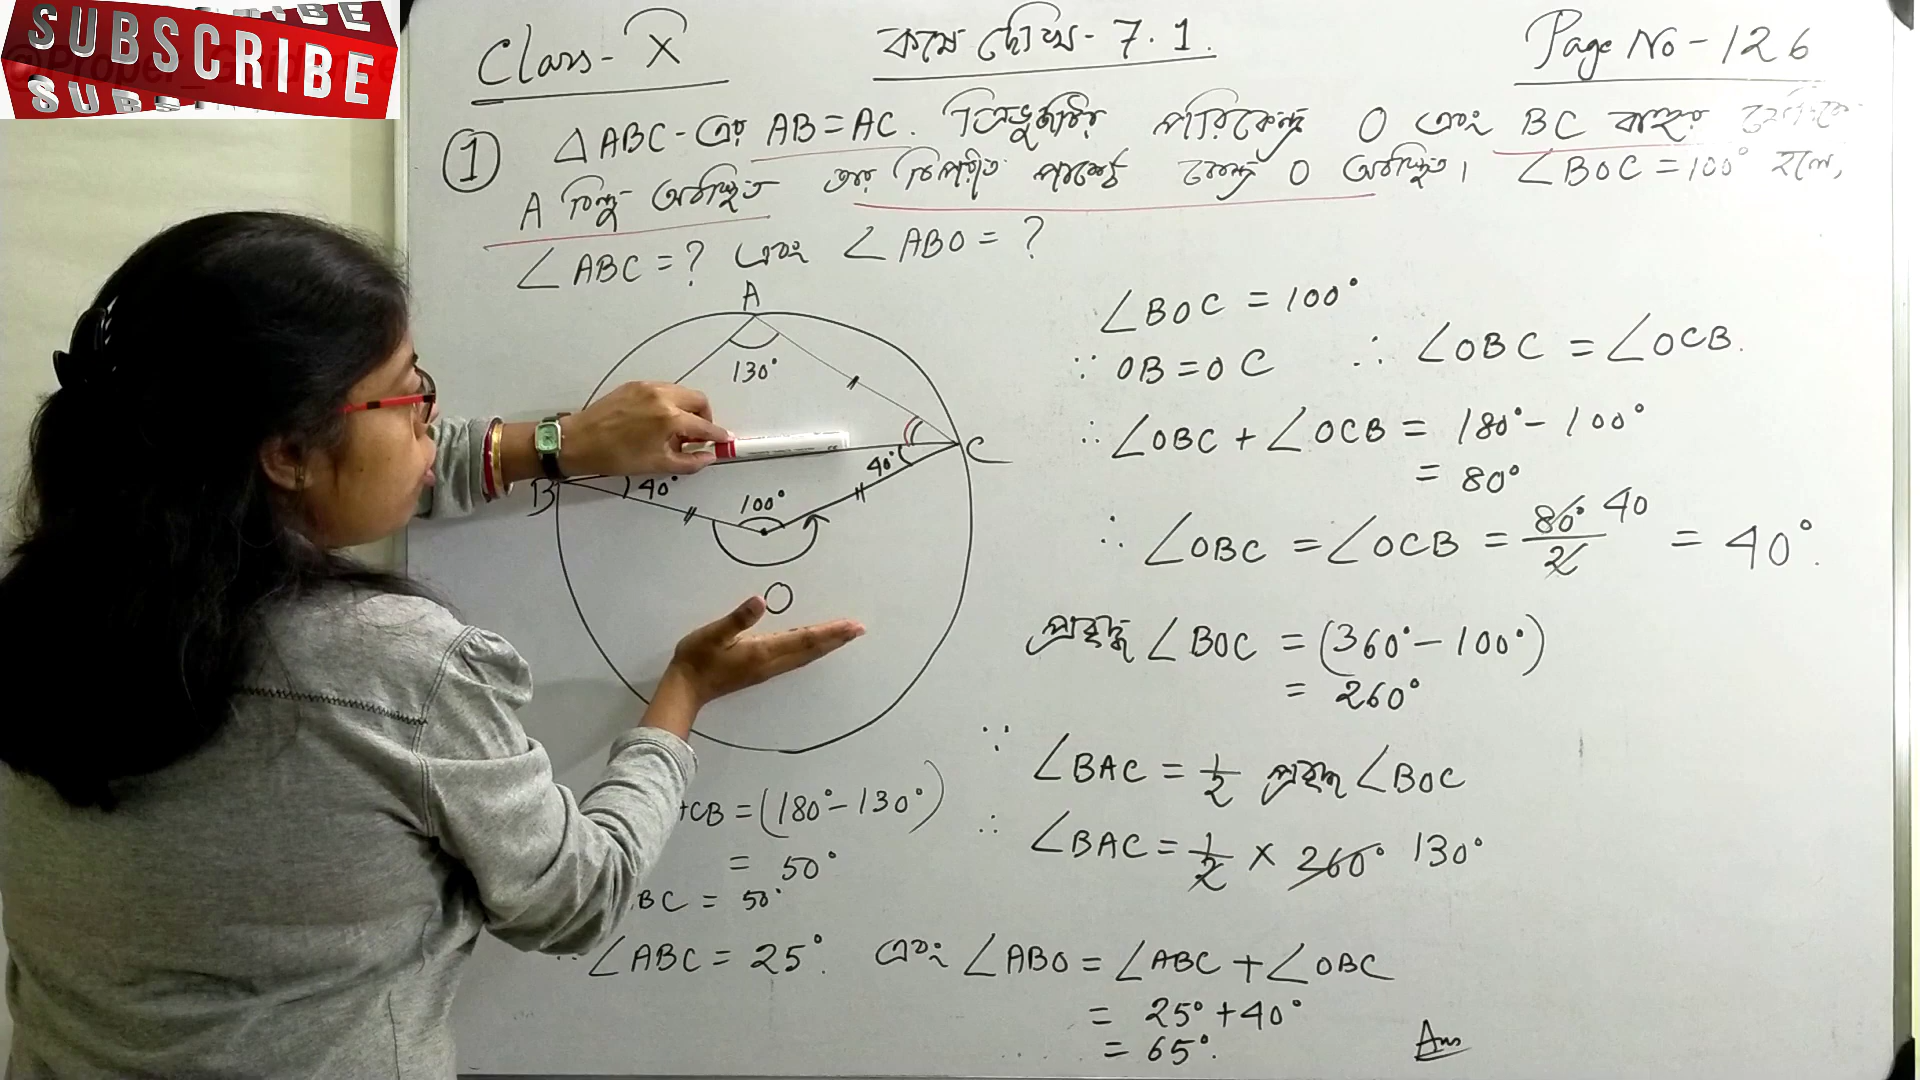 SUBSCRIBE
Class - X
কষে দেখি - 7.1.
Page No - 126
① △ABC - এর AB = AC. ত্রিভুজটির পরিকেন্দ্র O এবং BC বাহুর
A বিন্দু অবস্থিত তার বিপরীত পার্শ্বে কেন্দ্র O অবস্থিত। ∠BOC = 100° হলে,
∠ABC = ? এবং ∠ABO = ?
A
130°
B
C
40°
40°
100°
O
∠BOC = 100°
∵ OB = OC ∴ ∠OBC = ∠OCB.
∴ ∠OBC + ∠OCB = 180° - 100°
= 80°
∴ ∠OBC = ∠OCB = 80°/2 40 = 40°.
প্রবৃদ্ধ ∠BOC = (360° - 100°)
= 260°
∵ ∠BAC = 1/2 প্রবৃদ্ধ ∠BOC
∴ ∠BAC = 1/2 × 260° 130°
CB = (180° - 130°)
= 50°
BC = 50°
∴ ∠ABC = 25°. এবং ∠ABO = ∠ABC + ∠OBC
= 25° + 40°
= 65°. Ans